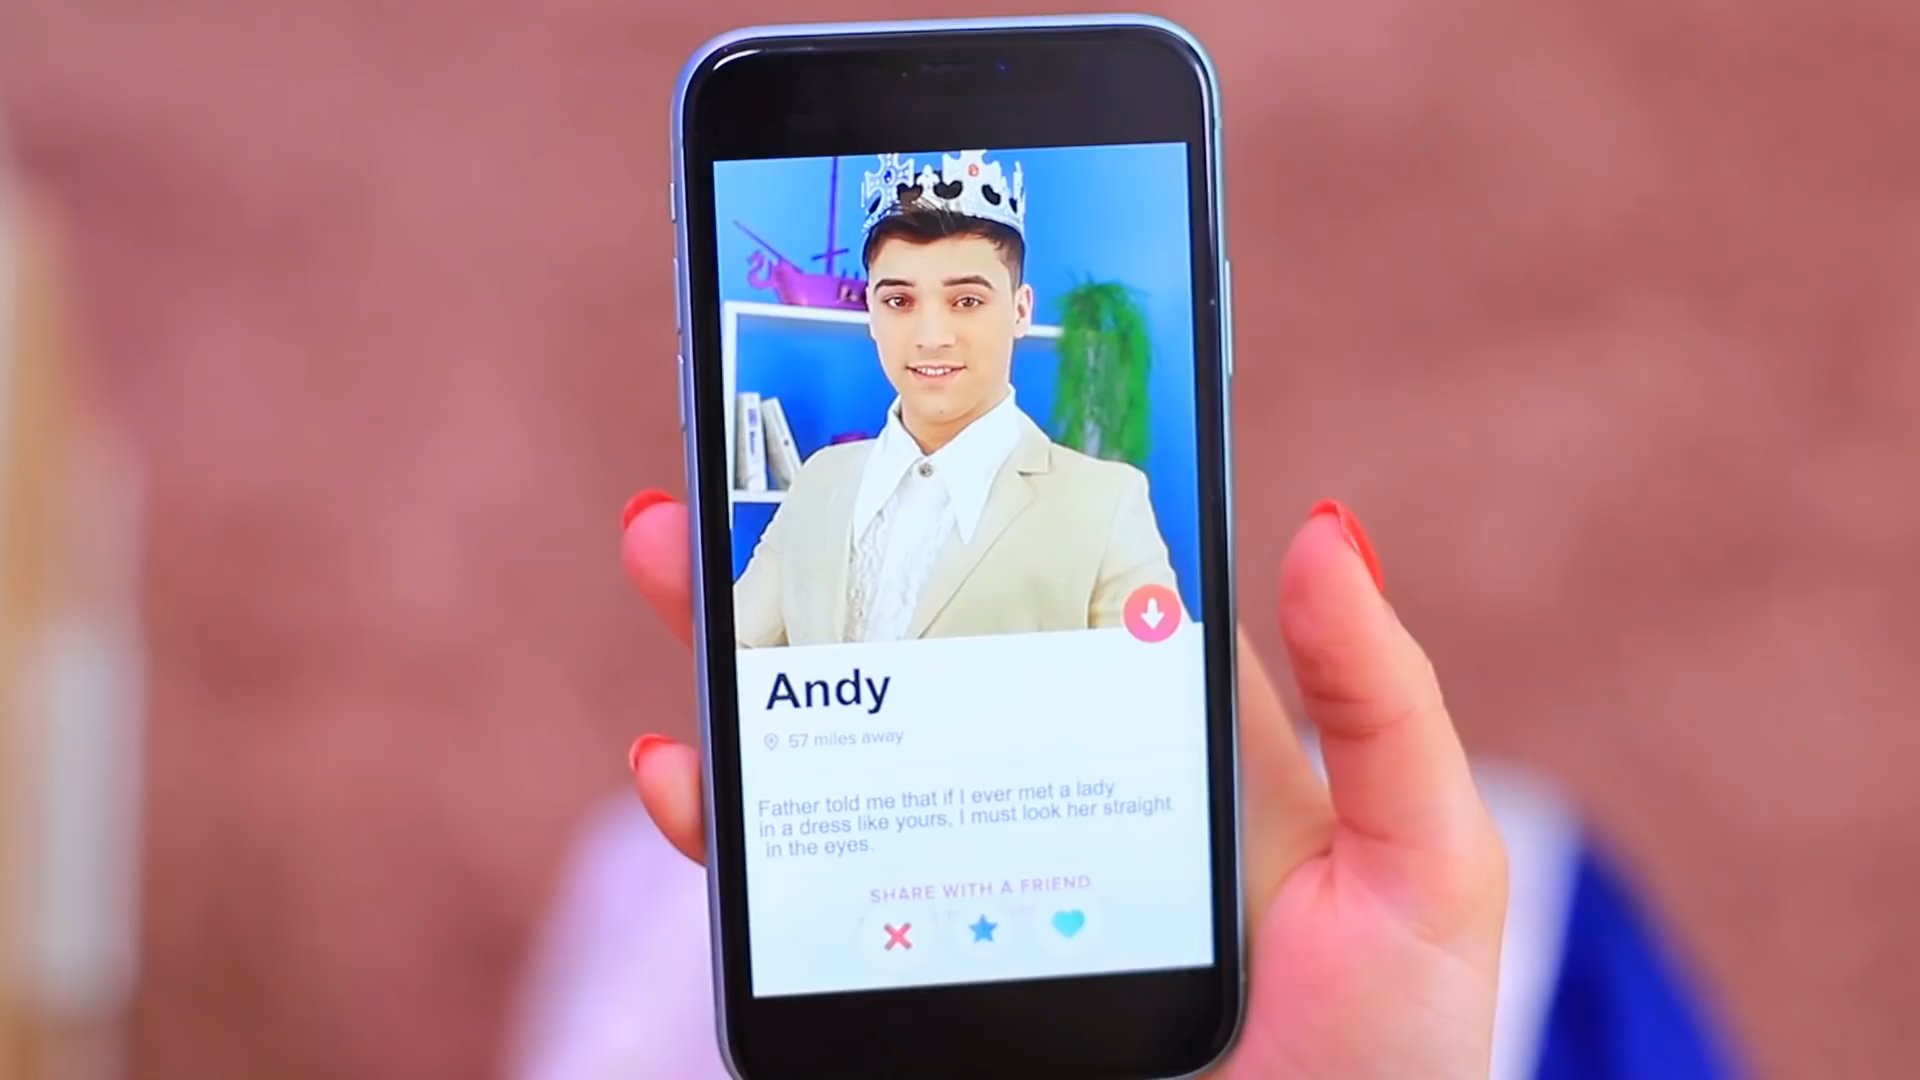 Andy
57 miles away
Father told me that if I ever met a lady
in a dress like yours, I must look her straight
in the eyes.
SHARE WITH A FRIEND